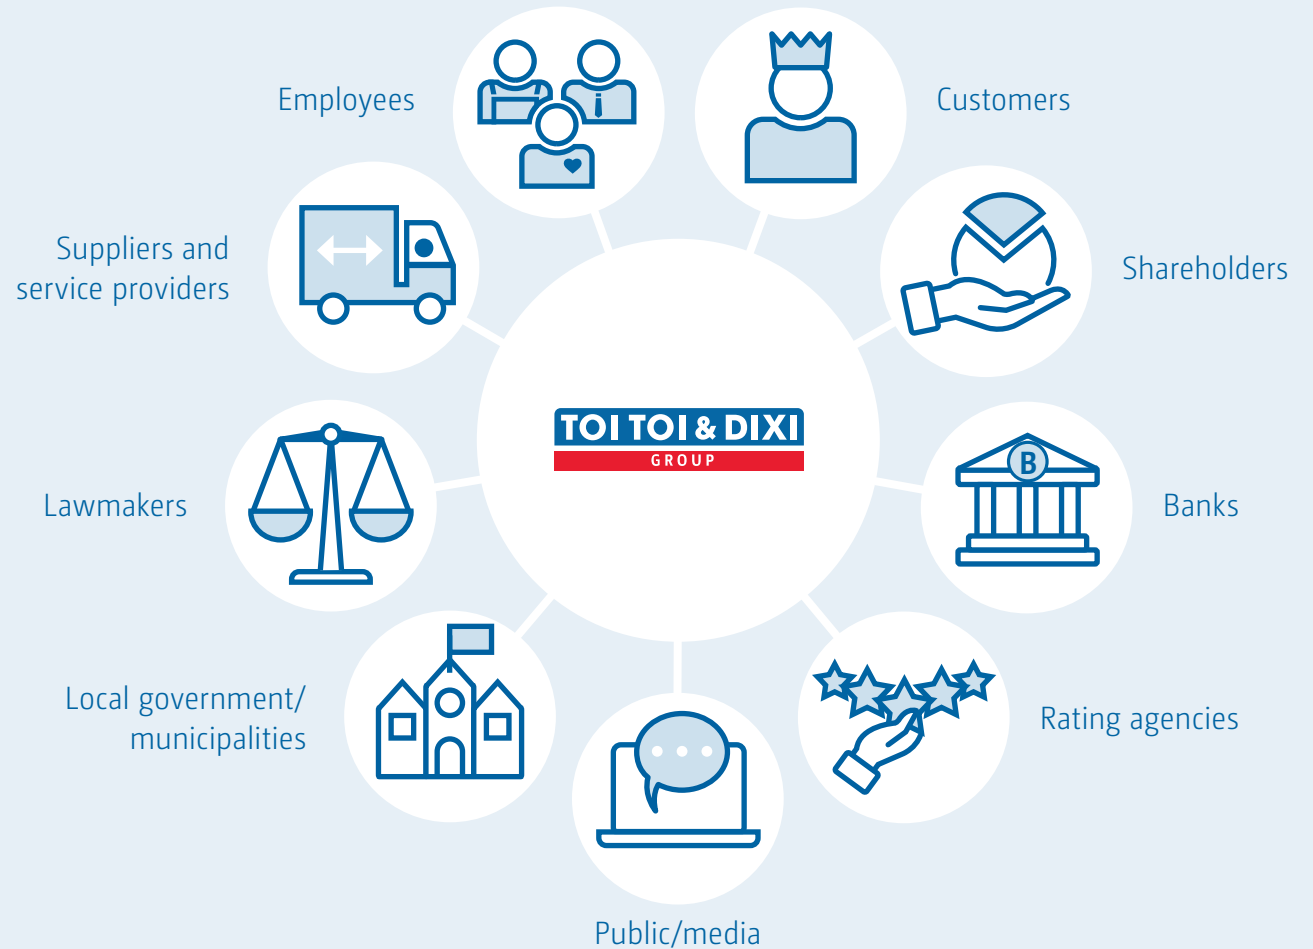 Employees
Customers
Suppliers and
service providers
Shareholders
TOI TOI & DIXI
GROUP
B
Lawmakers
Banks
Local government/
municipalities
Rating agencies
Public/media